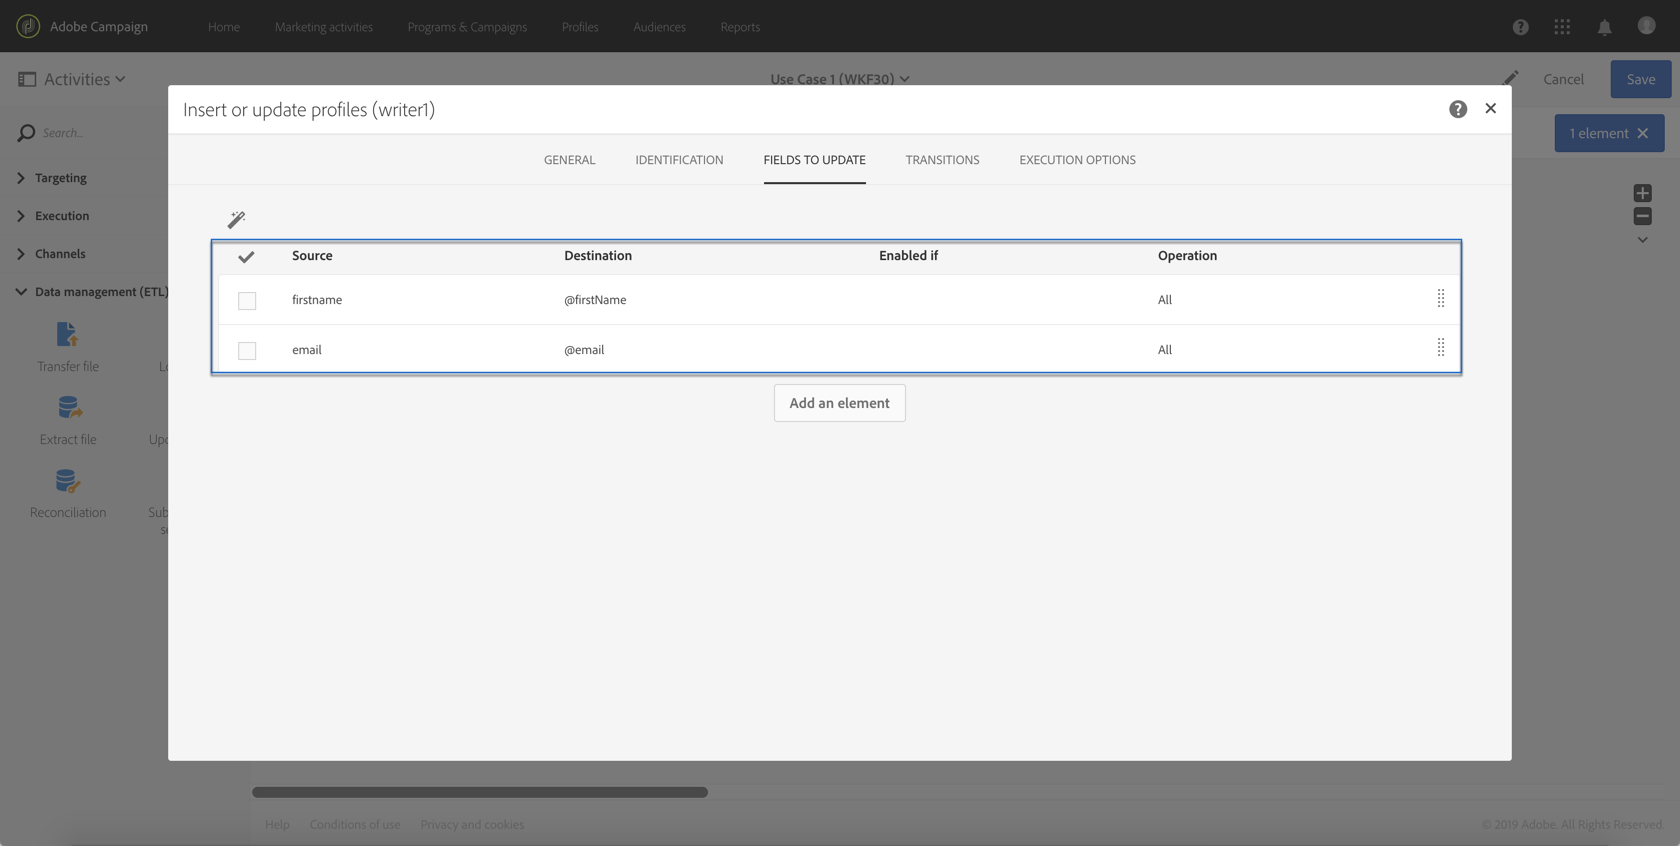 Adobe Campaign
Home
Marketing activities
Programs & Campaigns
Profiles
Audiences
Reports
Activities
Use Case 1 (WKF30)
Cancel
Save
Insert or update profiles (writer1)
Search...
1 element
GENERAL
IDENTIFICATION
FIELDS TO UPDATE
TRANSITIONS
EXECUTION OPTIONS
Targeting
Execution
Channels
Data management (ETL)
Transfer file
Extract file
Reconciliation
Source Destination Enabled if Operation
firstname @firstName All
email @email All
Add an element
Help
Conditions of use
Privacy and cookies
© 2019 Adobe. All Rights Reserved.